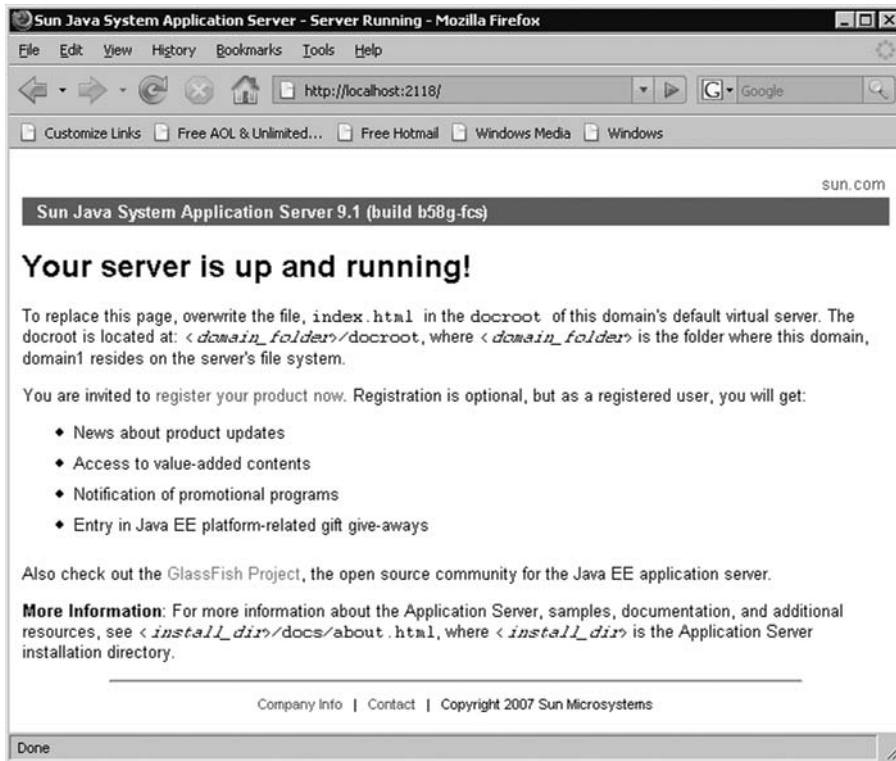 Sun Java System Application Server - Server Running - Mozilla Firefox
File Edit View History Bookmarks Tools Help
http://localhost:2118/ G Google
Customize Links Free AOL & Unlimited... Free Hotmail Windows Media Windows
sun.com
Sun Java System Application Server 9.1 (build b58g-fcs)
Your server is up and running!
To replace this page, overwrite the file, index.html in the docroot of this domain's default virtual server. The
docroot is located at: <domain_folder>/docroot, where <domain_folder> is the folder where this domain,
domain1 resides on the server's file system.
You are invited to register your product now. Registration is optional, but as a registered user, you will get:
• News about product updates
• Access to value-added contents
• Notification of promotional programs
• Entry in Java EE platform-related gift give-aways
Also check out the GlassFish Project, the open source community for the Java EE application server.
More Information: For more information about the Application Server, samples, documentation, and additional
resources, see <install_dir>/docs/about.html, where <install_dir> is the Application Server
installation directory.
Company Info | Contact | Copyright 2007 Sun Microsystems
Done